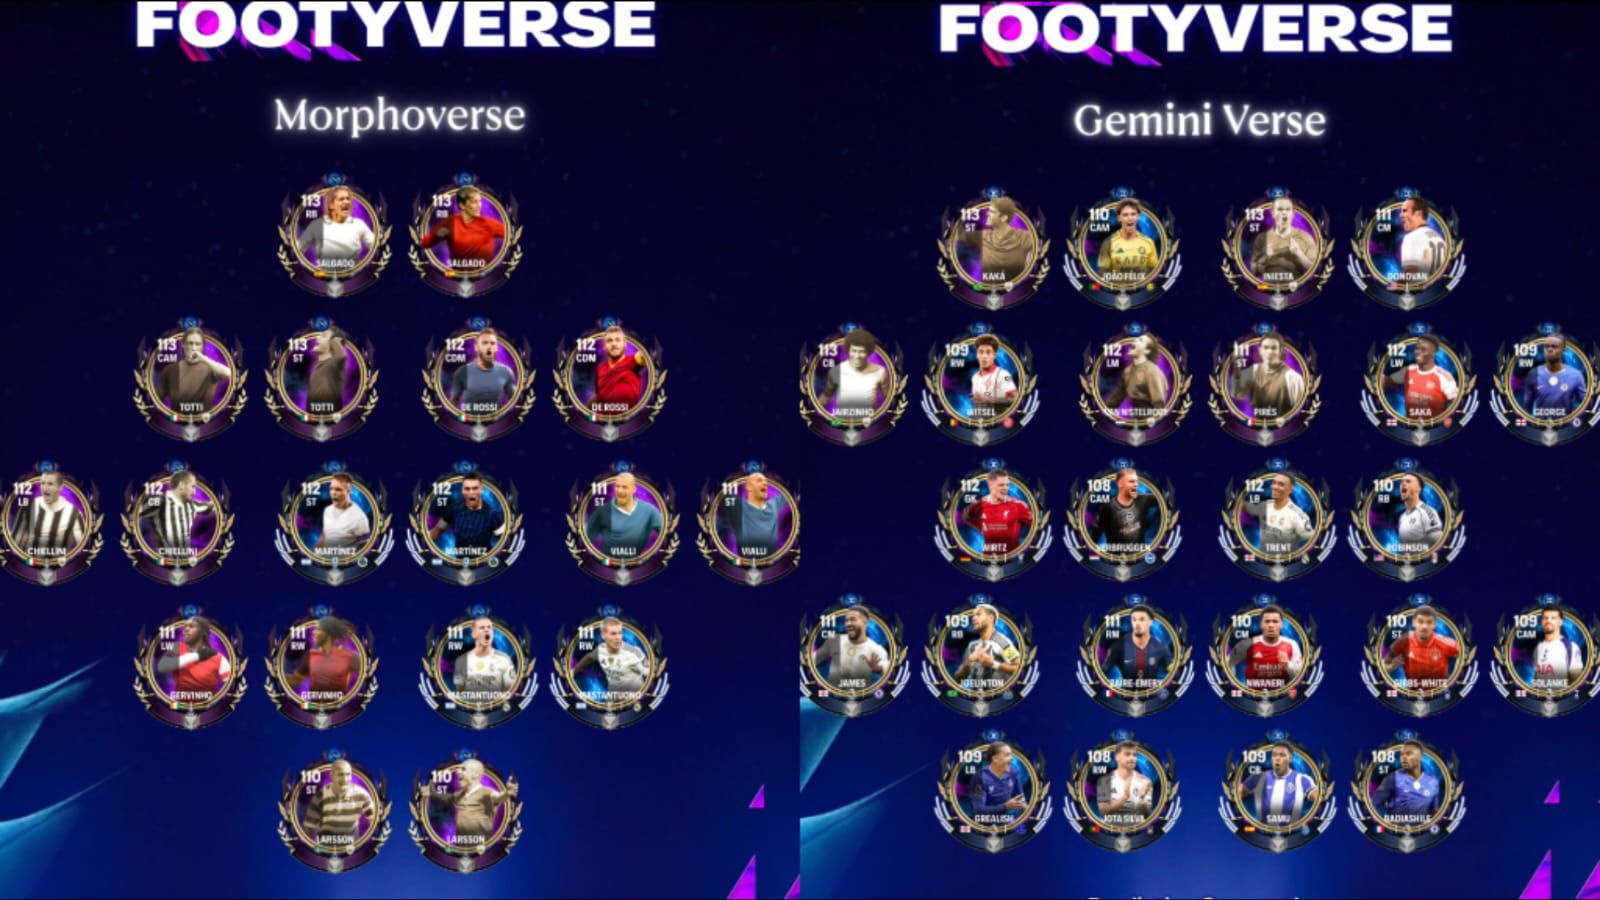 FOOTYVERSE
Morphoverse
113 RB SALGADO
113 RB SALGADO
113 CAM TOTTI
113 ST TOTTI
112 CDM DE ROSSI
112 CDM DE ROSSI
112 LB CHIELLINI
112 CB CHIELLINI
112 ST MARTÍNEZ
112 ST MARTÍNEZ
111 ST VIALLI
111 ST VIALLI
111 LW GERVINHO
111 RW GERVINHO
111 RW MASTANTUONO
111 RW MASTANTUONO
110 ST LARSSON
110 ST LARSSON
FOOTYVERSE
Gemini Verse
113 ST KAKÁ
110 CAM JOÃO FÉLIX
113 ST INIESTA
111 CM DONOVAN
113 CB JAIRZINHO
109 RW WITSEL
112 LM VAN NISTELROOY
111 ST PIRÈS
112 LW SAKA
109 RW GEORGE
112 GK WIRTZ
108 CAM VERBRUGGEN
112 LB TRENT
110 RB ROBINSON
111 CM JAMES
109 RB JOELINTON
111 RM ZAIRE-EMERY
110 CM NWANERI
110 ST GIBBS-WHITE
109 CAM SOLANKE
109 LB GREALISH
108 RW JOTA SILVA
109 CB SAMU
108 ST BADIASHILE